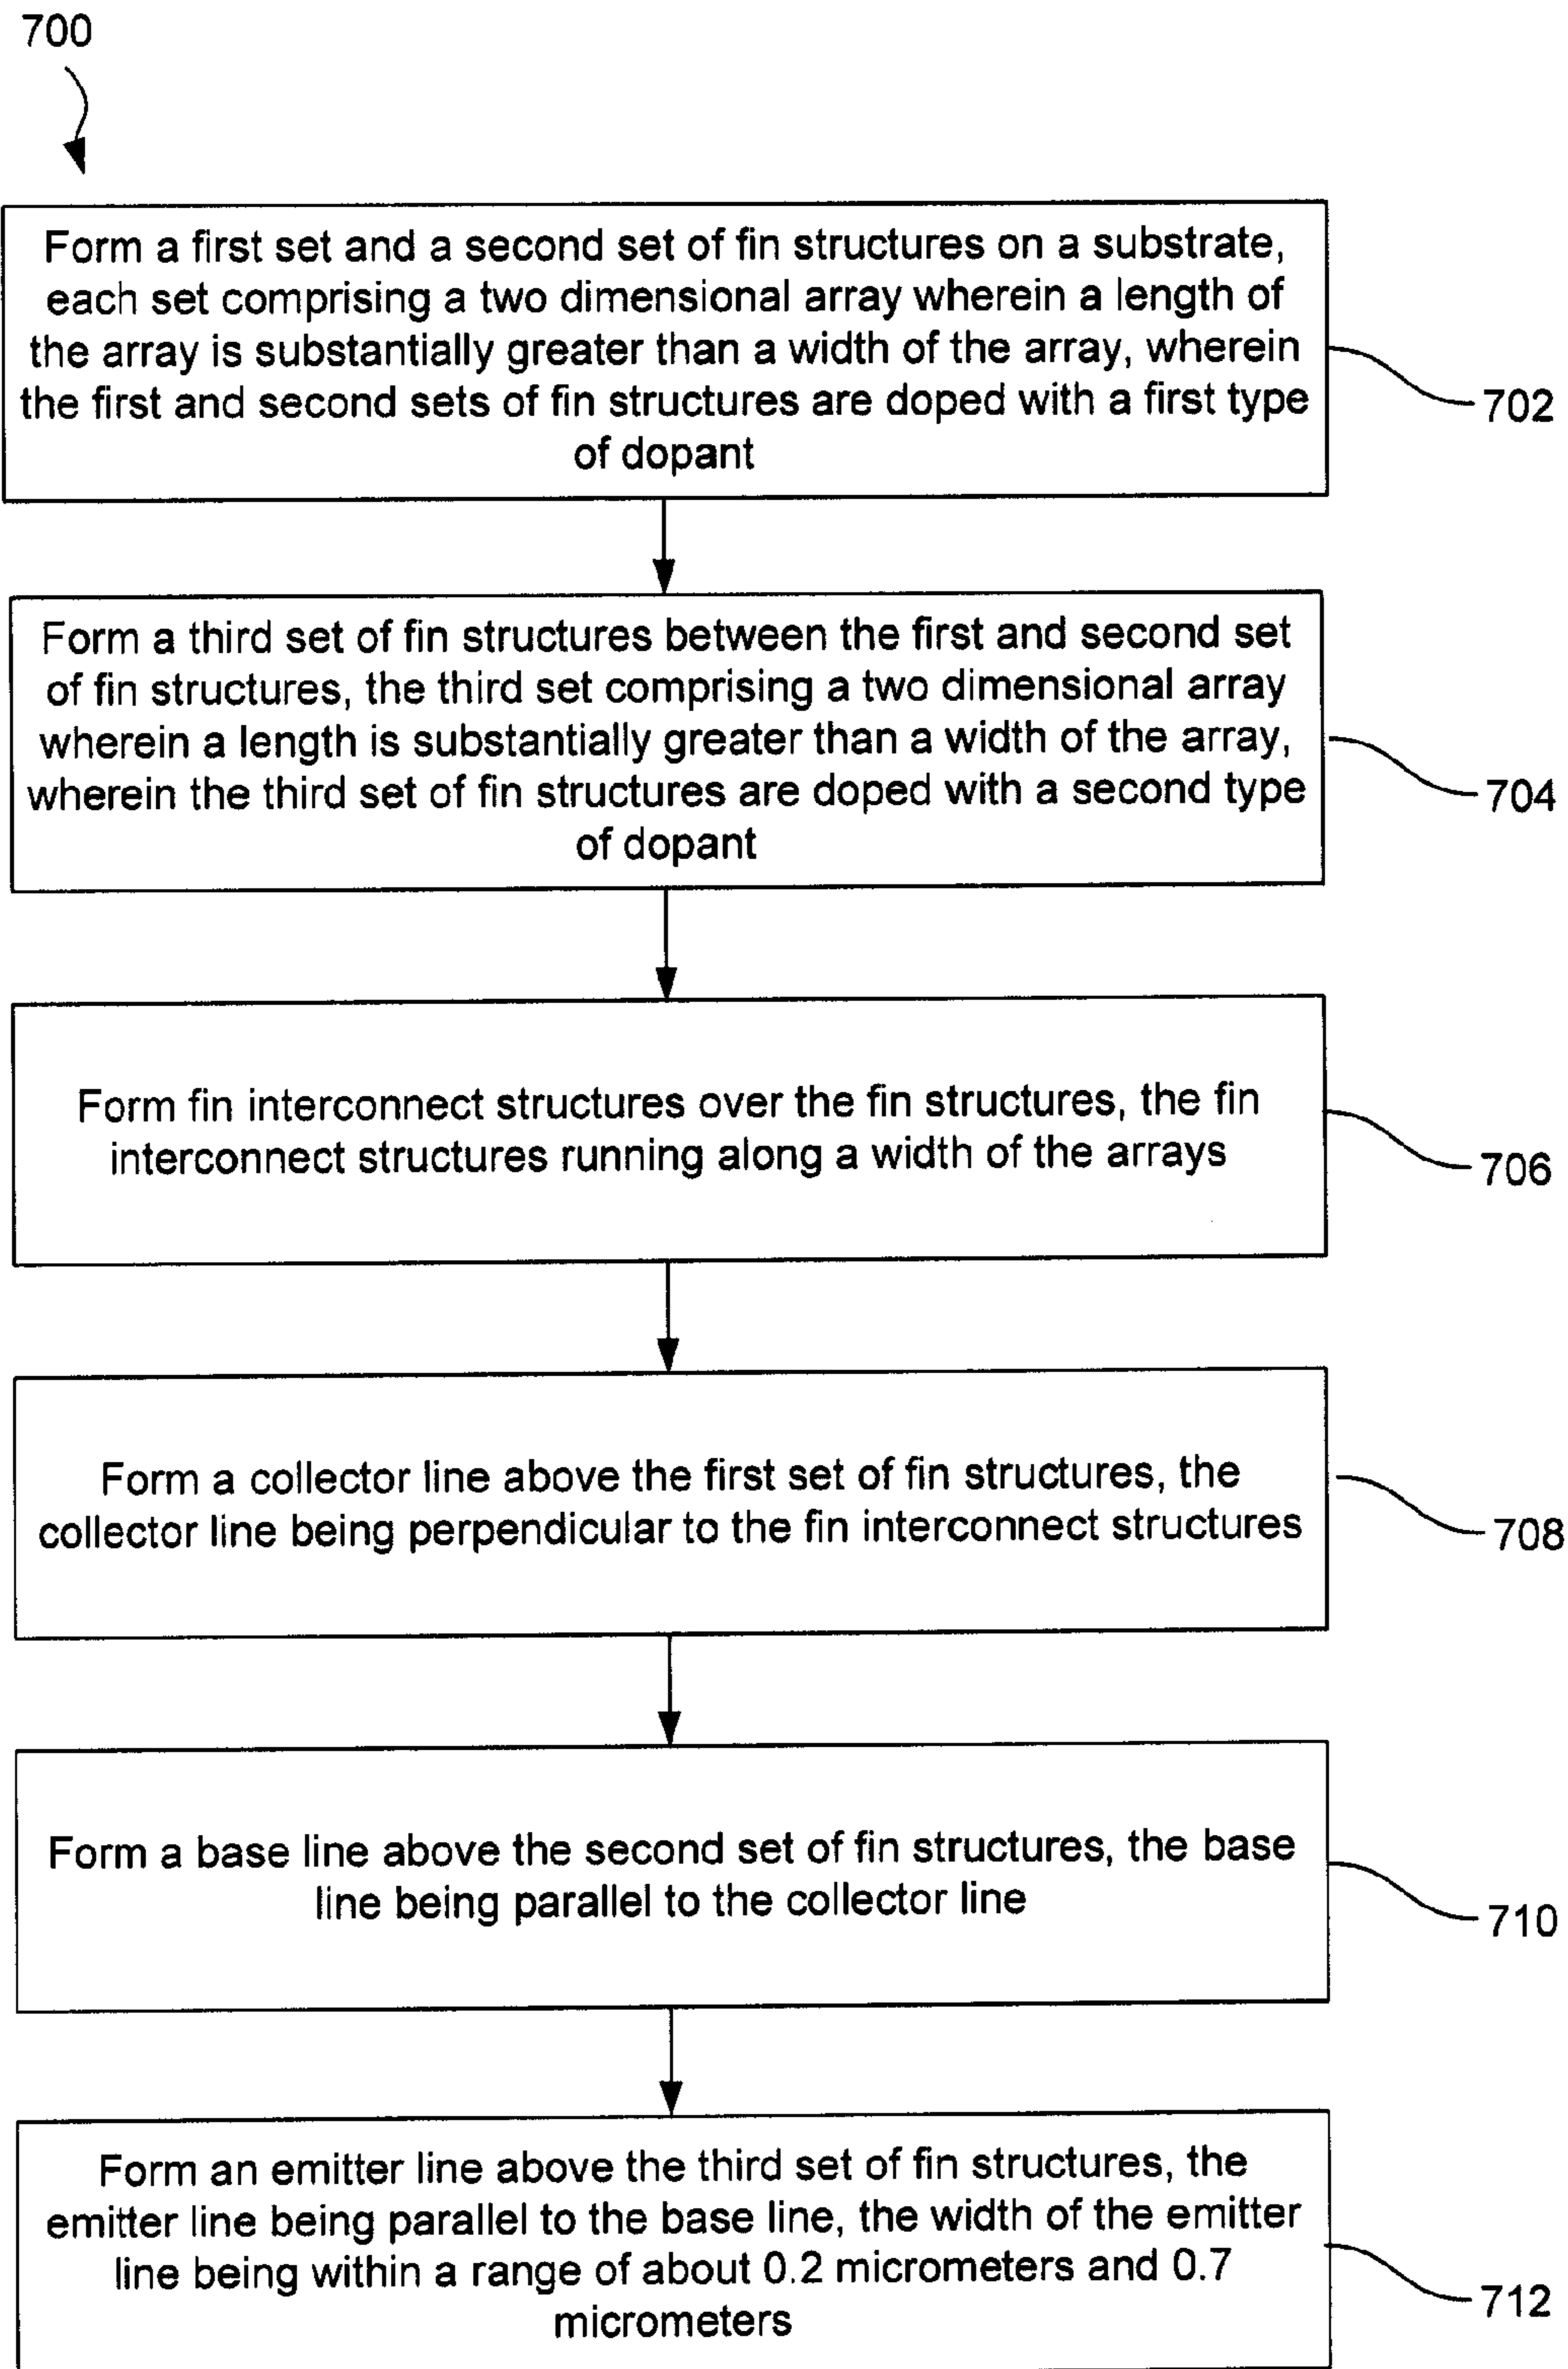 700
Form a first set and a second set of fin structures on a substrate,
each set comprising a two dimensional array wherein a length of
the array is substantially greater than a width of the array, wherein
the first and second sets of fin structures are doped with a first type
of dopant
702
Form a third set of fin structures between the first and second set
of fin structures, the third set comprising a two dimensional array
wherein a length is substantially greater than a width of the array,
wherein the third set of fin structures are doped with a second type
of dopant
704
Form fin interconnect structures over the fin structures, the fin
interconnect structures running along a width of the arrays
706
Form a collector line above the first set of fin structures, the
collector line being perpendicular to the fin interconnect structures
708
Form a base line above the second set of fin structures, the base
line being parallel to the collector line
710
Form an emitter line above the third set of fin structures, the
emitter line being parallel to the base line, the width of the emitter
line being within a range of about 0.2 micrometers and 0.7
micrometers
712